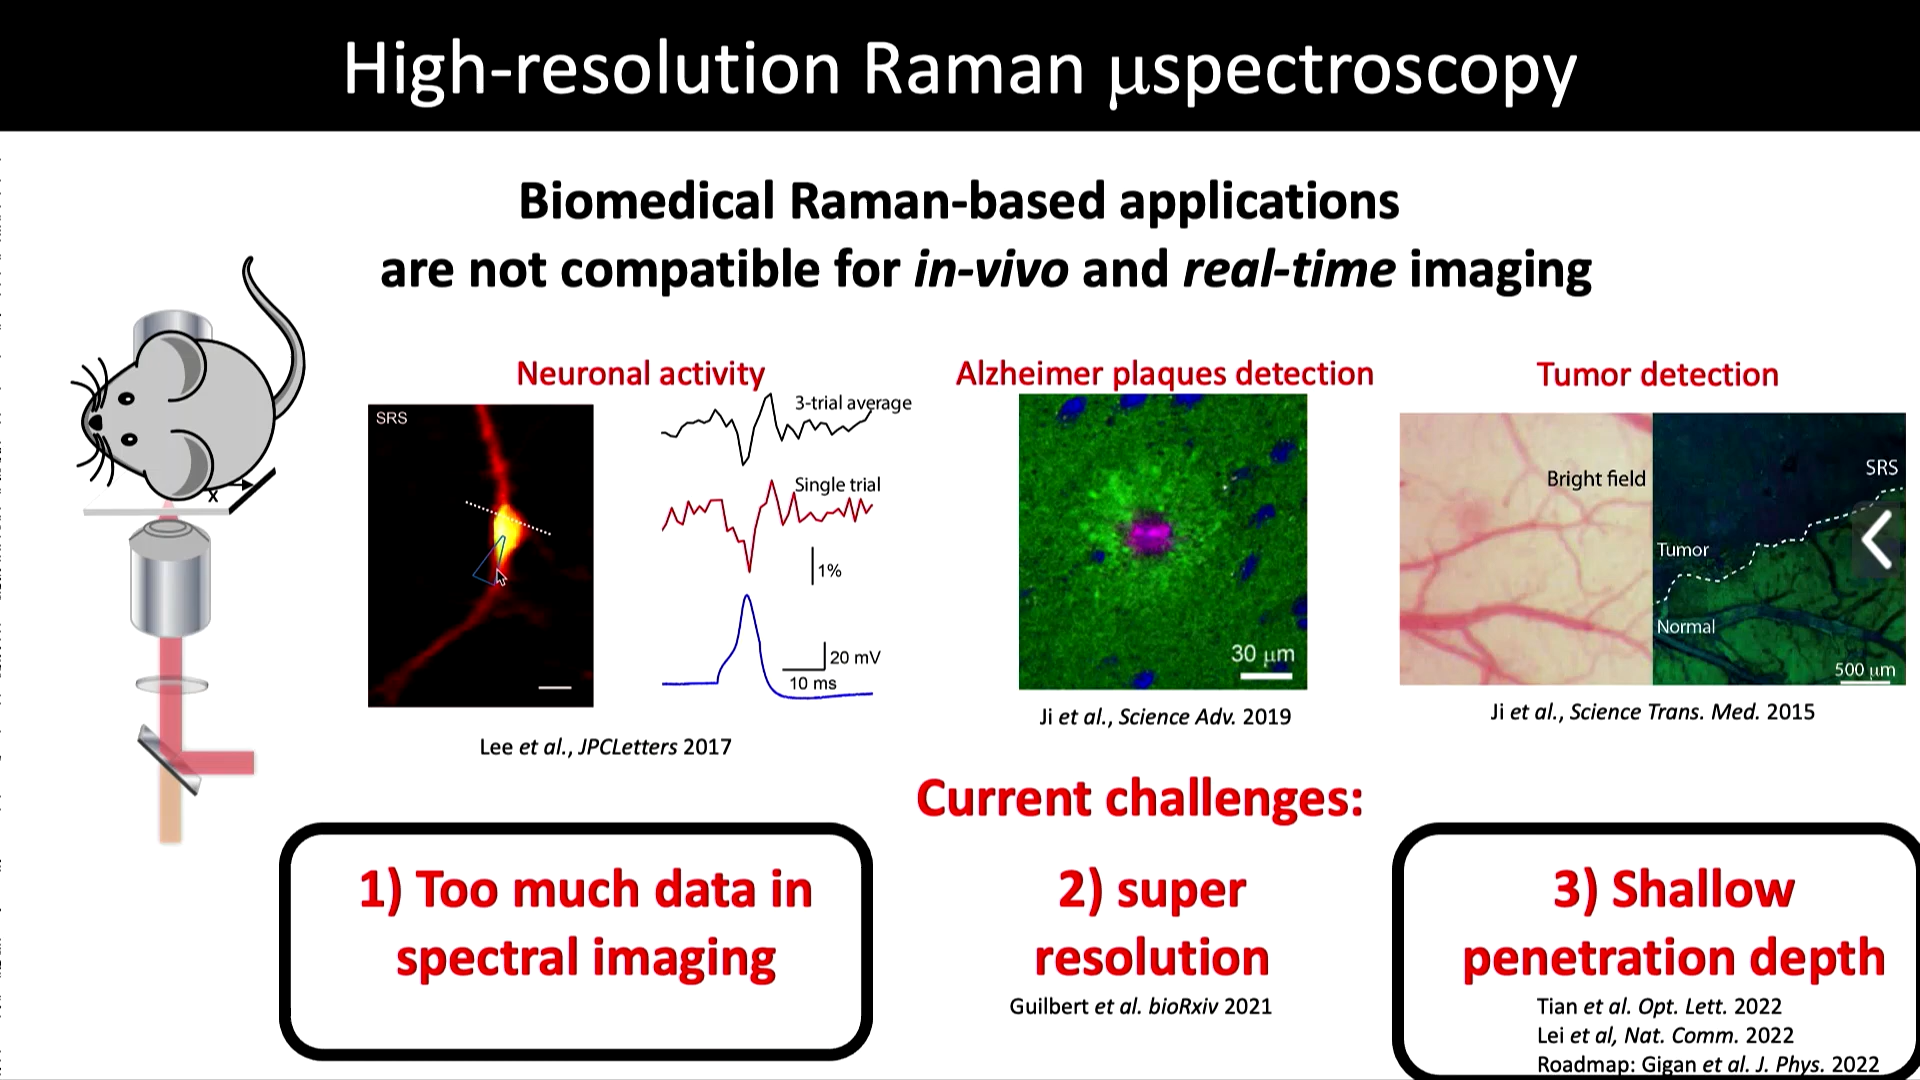 High-resolution Raman μspectroscopy
Biomedical Raman-based applications
are not compatible for in-vivo and real-time imaging
Neuronal activity
SRS
3-trial average
Single trial
1%
20 mV
10 ms
Lee et al., JPCLetters 2017
Alzheimer plaques detection
30 μm
Ji et al., Science Adv. 2019
Tumor detection
Bright field
SRS
Tumor
Normal
500 μm
Ji et al., Science Trans. Med. 2015
x
Current challenges:
1) Too much data in
spectral imaging
2) super
resolution
Guilbert et al. bioRxiv 2021
3) Shallow
penetration depth
Tian et al. Opt. Lett. 2022
Lei et al, Nat. Comm. 2022
Roadmap: Gigan et al. J. Phys. 2022